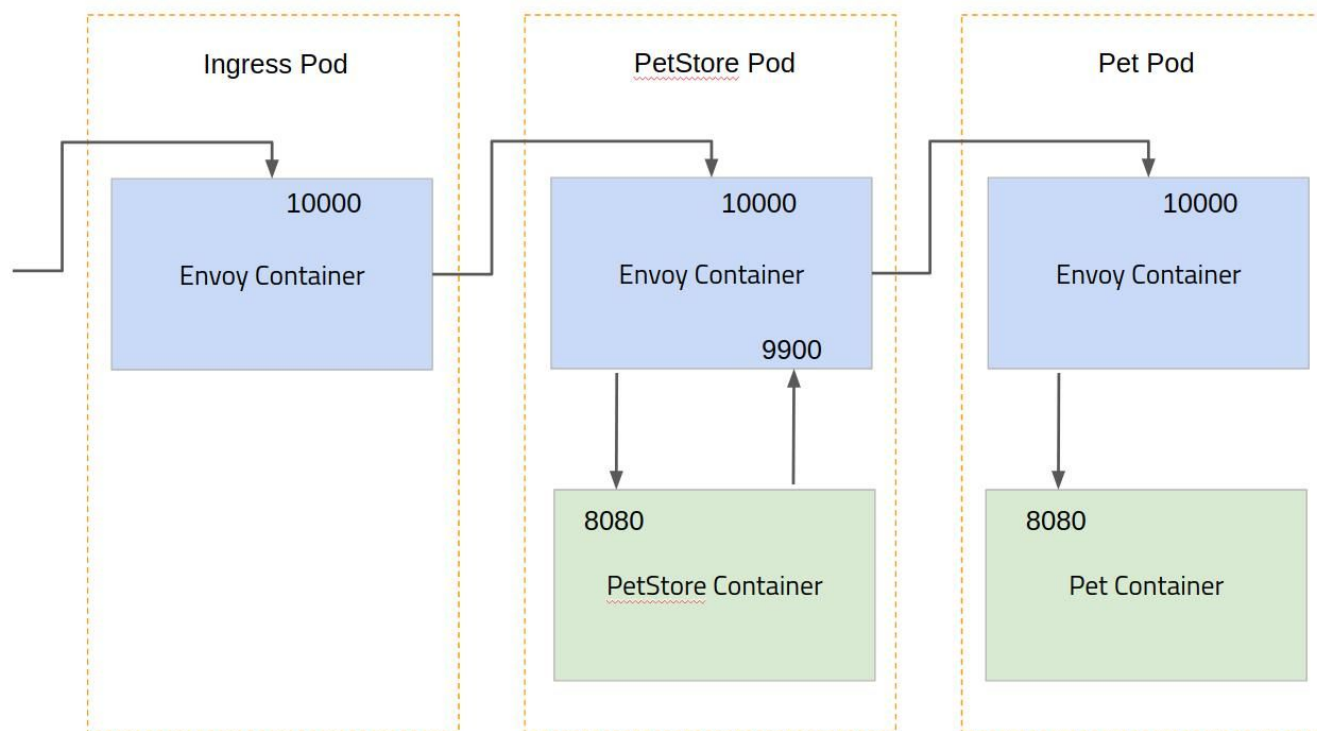 Ingress Pod
PetStore Pod
Pet Pod
10000
Envoy Container
10000
Envoy Container
9900
10000
Envoy Container
8080
PetStore Container
8080
Pet Container